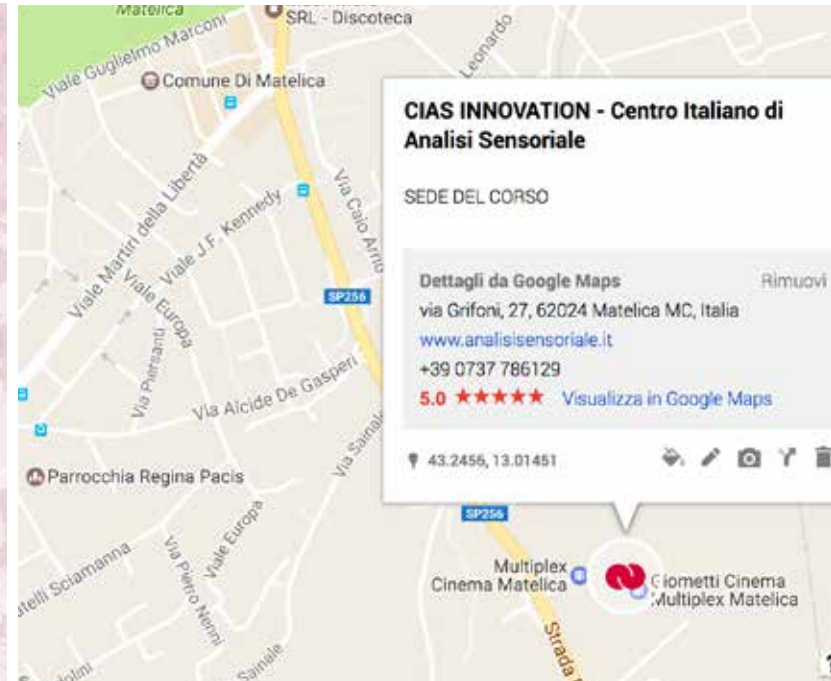 Matelica
SRL - Discoteca
Viale Guglielmo Marconi
Leonardo
Comune Di Matelica
CIAS INNOVATION - Centro Italiano di
Analisi Sensoriale
SEDE DEL CORSO
Dettagli da Google Maps Rimuovi
via Grifoni, 27, 62024 Matelica MC, Italia
www.analisisensoriale.it
+39 0737 786129
5.0 ★★★★★ Visualizza in Google Maps
43.2456, 13.01451
Viale Martiri della Libertà
Viale J.F. Kennedy
Via Caio Arrio
Viale Europa
SP256
Via Piersanti
Via Alcide De Gasperi
Via Sainale
Parrocchia Regina Pacis
Viale Europa
SP256
Sciamanna
Via Pietro Nenni
Multiplex
Cinema Matelica
Giometti Cinema
Multiplex Matelica
Strada
Sainale